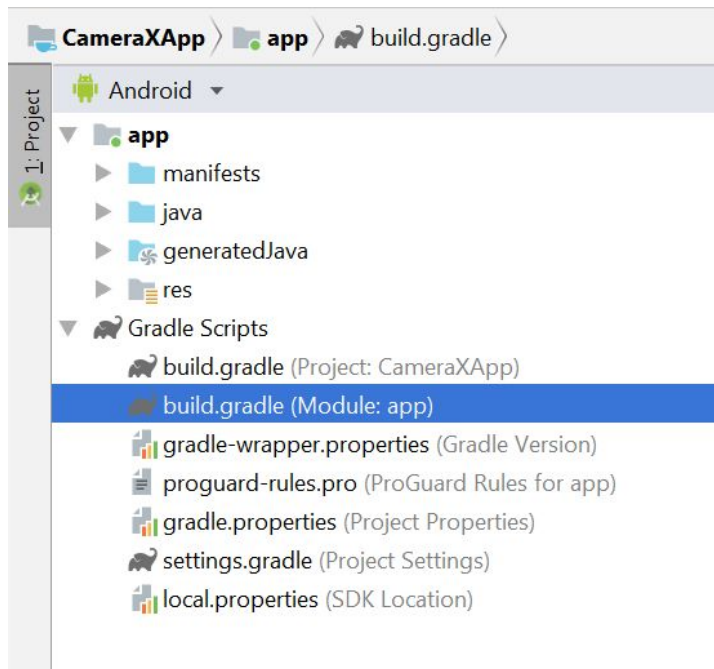 CameraXApp app build.gradle
1: Project
Android
app
manifests
java
generatedJava
res
Gradle Scripts
build.gradle (Project: CameraXApp)
build.gradle (Module: app)
gradle-wrapper.properties (Gradle Version)
proguard-rules.pro (ProGuard Rules for app)
gradle.properties (Project Properties)
settings.gradle (Project Settings)
local.properties (SDK Location)